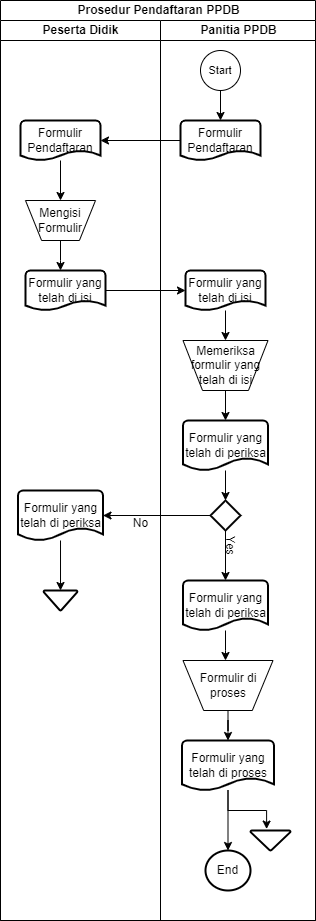 Prosedur Pendaftaran PPDB
Peserta Didik
Panitia PPDB
Start
Formulir
Pendaftaran
Formulir
Pendaftaran
Mengisi
Formulir
Formulir yang
telah di isi
Formulir yang
telah di isi
Memeriksa
formulir yang
telah di isi
Formulir yang
telah di periksa
Formulir yang
telah di periksa
No
Yes
Formulir yang
telah di periksa
Formulir di
proses
Formulir yang
telah di proses
End